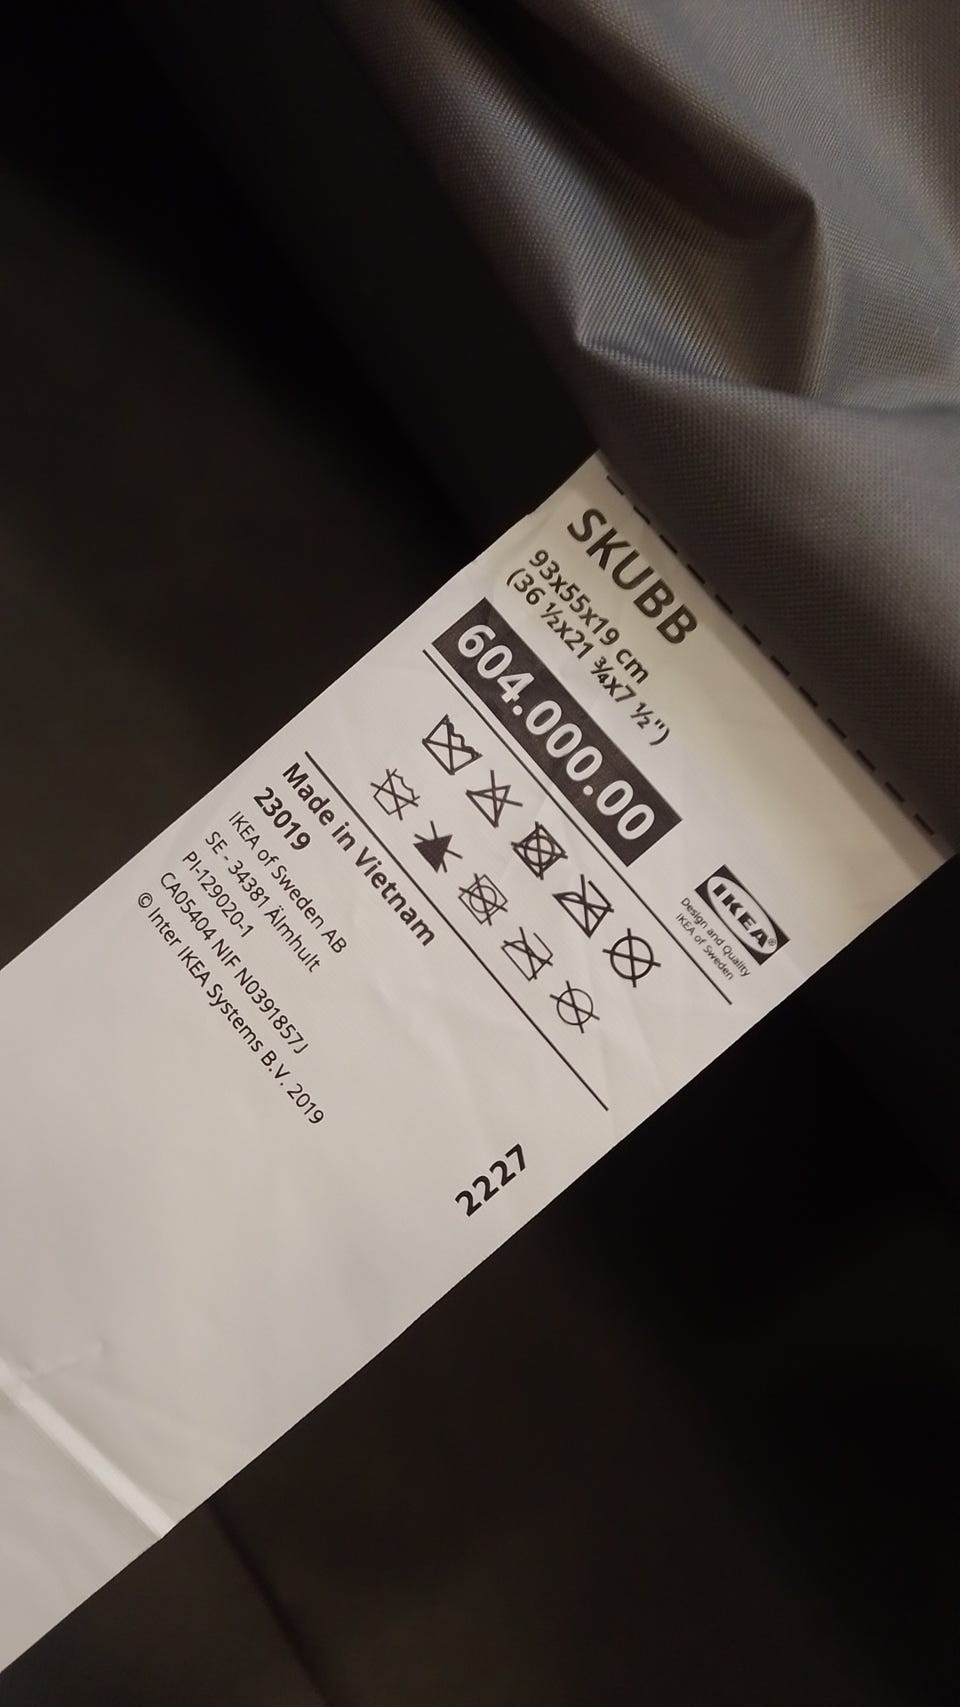 SKUBB
93x55x19 cm
(36 ½x21 ¾x7 ½")
604.000.00
IKEA®
Design and Quality
IKEA of Sweden
Made in Vietnam
23019
IKEA of Sweden AB
SE - 34381 Älmhult
PI-129020-1
CA05404 NIF N0391857J
© Inter IKEA Systems B.V. 2019
2227